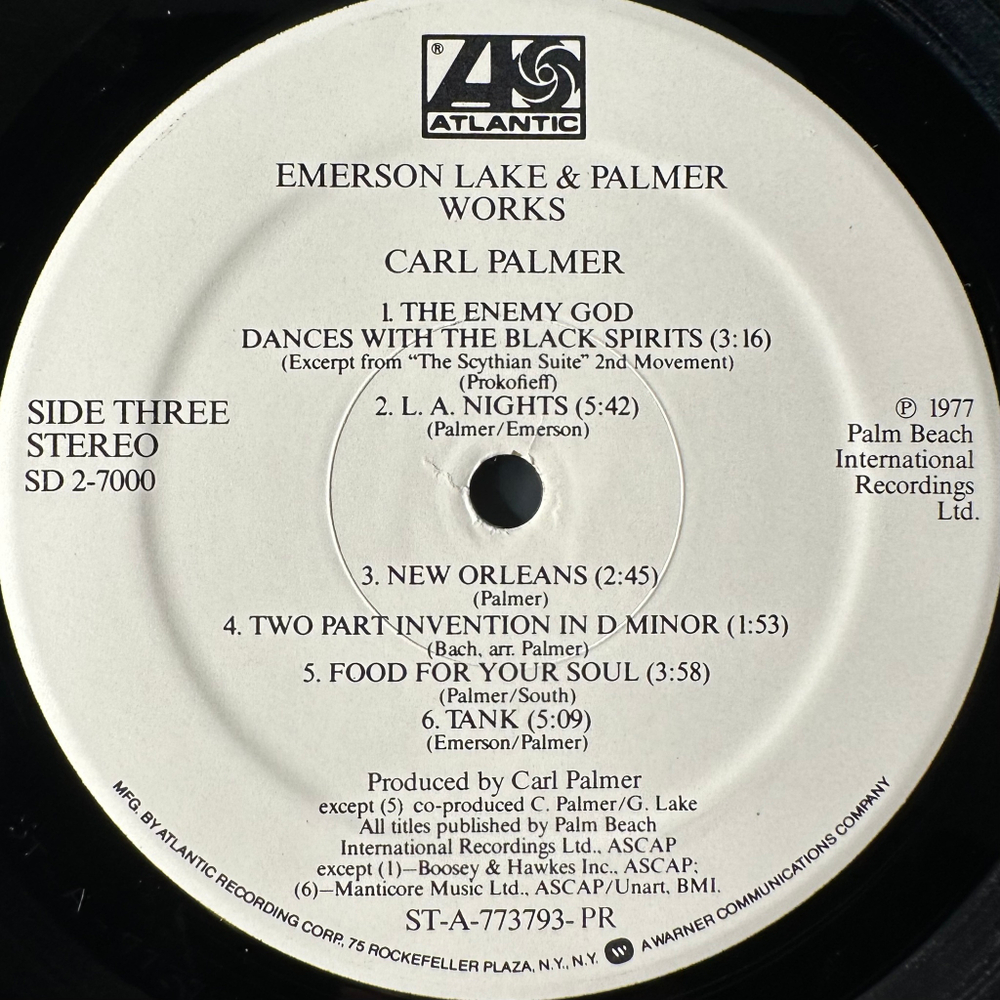 ®
ATLANTIC
EMERSON LAKE & PALMER
WORKS
CARL PALMER
1. THE ENEMY GOD
DANCES WITH THE BLACK SPIRITS (3:16)
(Excerpt from “The Scythian Suite” 2nd Movement)
(Prokofieff)
2. L. A. NIGHTS (5:42)
(Palmer/Emerson)
SIDE THREE
STEREO
SD 2-7000
℗ 1977
Palm Beach
International
Recordings
Ltd.
3. NEW ORLEANS (2:45)
(Palmer)
4. TWO PART INVENTION IN D MINOR (1:53)
(Bach, arr. Palmer)
5. FOOD FOR YOUR SOUL (3:58)
(Palmer/South)
6. TANK (5:09)
(Emerson/Palmer)
Produced by Carl Palmer
except (5) co-produced C. Palmer/G. Lake
All titles published by Palm Beach
International Recordings Ltd., ASCAP
except (1)—Boosey & Hawkes Inc., ASCAP;
(6)—Manticore Music Ltd., ASCAP/Unart, BMI.
ST-A-773793-PR
MFG. BY ATLANTIC RECORDING CORP., 75 ROCKEFELLER PLAZA, N.Y., N.Y. A WARNER COMMUNICATIONS COMPANY